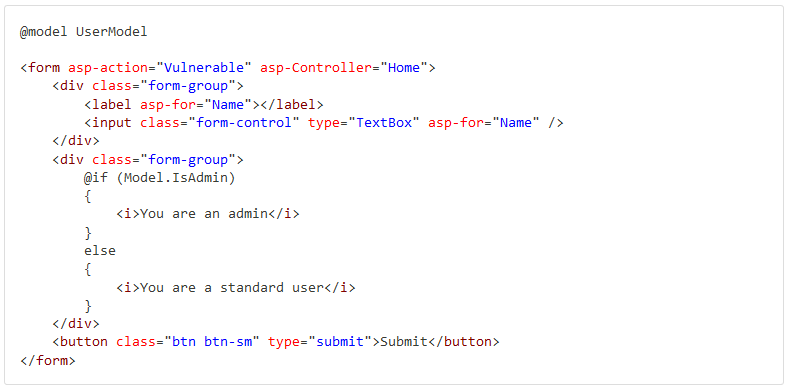 @model UserModel

<form asp-action="Vulnerable" asp-Controller="Home">
    <div class="form-group">
        <label asp-for="Name"></label>
        <input class="form-control" type="TextBox" asp-for="Name" />
    </div>
    <div class="form-group">
        @if (Model.IsAdmin)
        {
            <i>You are an admin</i>
        }
        else
        {
            <i>You are a standard user</i>
        }
    </div>
    <button class="btn btn-sm" type="submit">Submit</button>
</form>